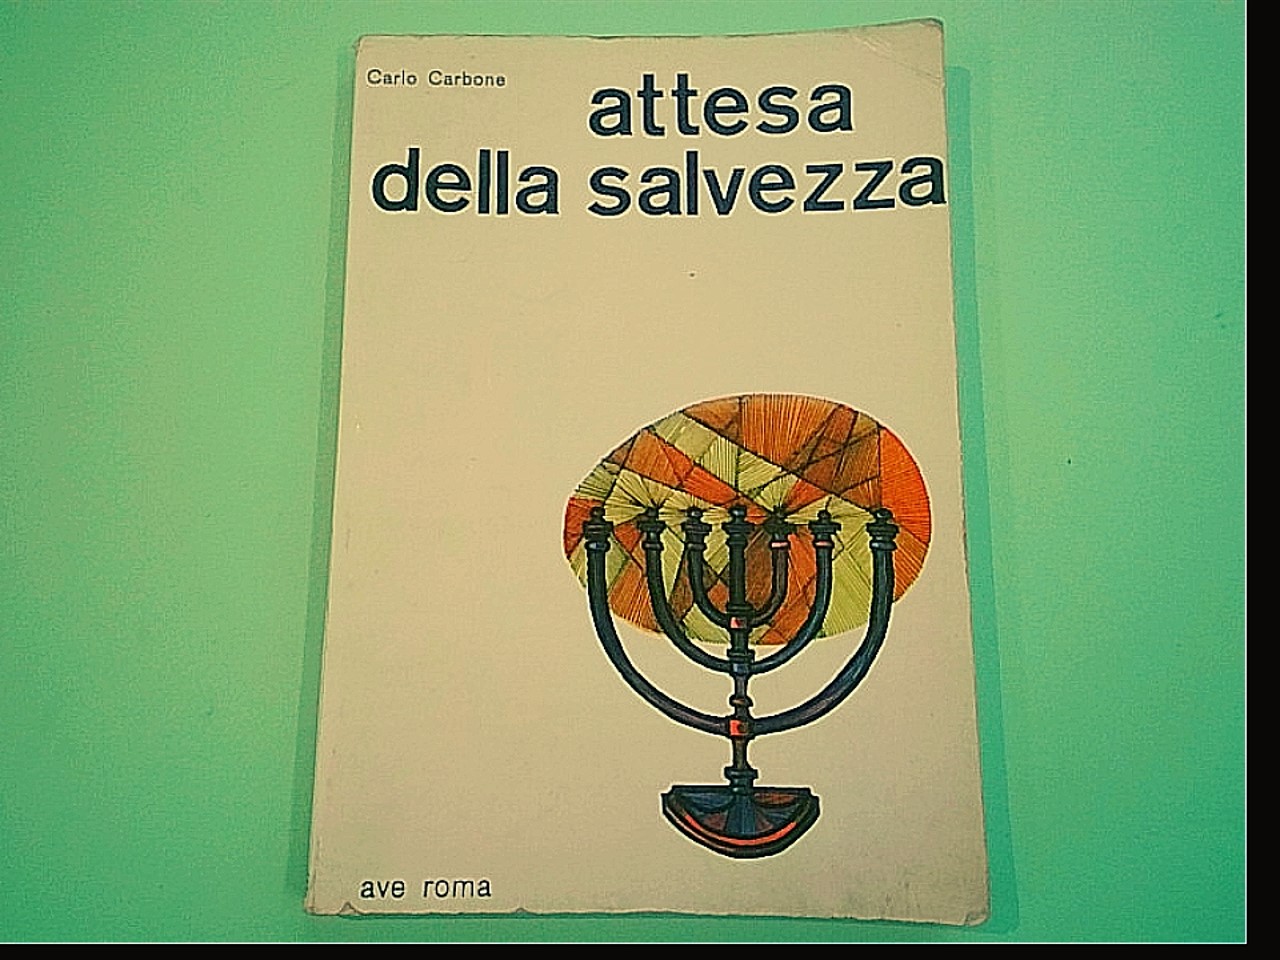 Carlo Carbone
attesa
della salvezza
ave roma